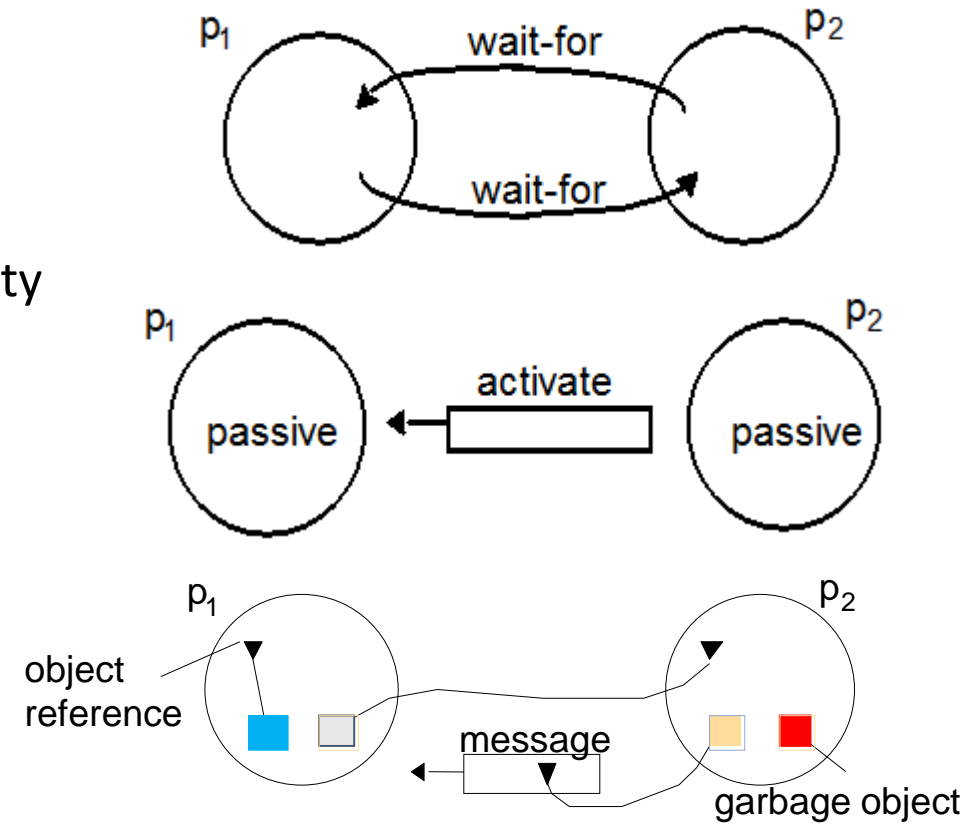 p₁
p₂
wait-for
wait-for
ty
p₁
p₂
activate
passive
passive
p₁
p₂
object
reference
message
garbage object